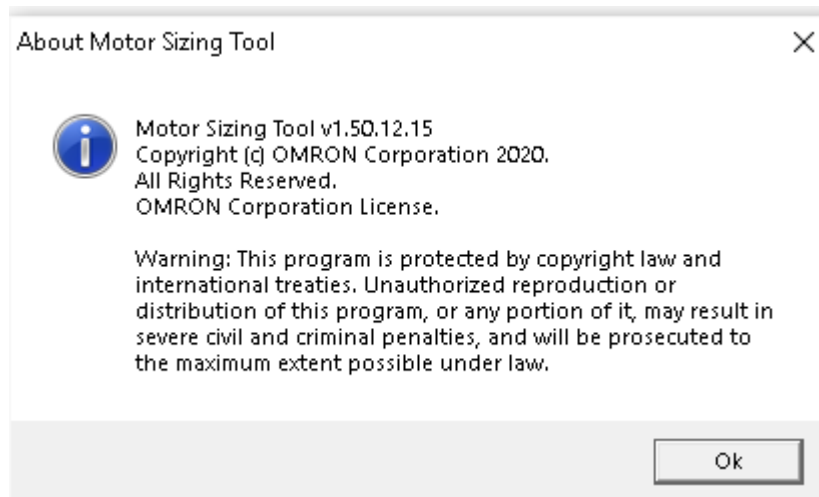 About Motor Sizing Tool
Motor Sizing Tool v1.50.12.15
Copyright (c) OMRON Corporation 2020.
All Rights Reserved.
OMRON Corporation License.
Warning: This program is protected by copyright law and
international treaties. Unauthorized reproduction or
distribution of this program, or any portion of it, may result in
severe civil and criminal penalties, and will be prosecuted to
the maximum extent possible under law.
Ok